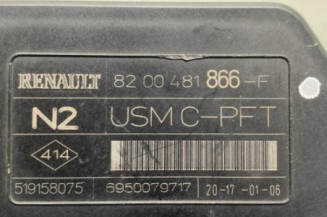 RENAULT 82 00 481 866-F
N2 USM C-PFT
414
519158075 6950079717 20-17-01-06